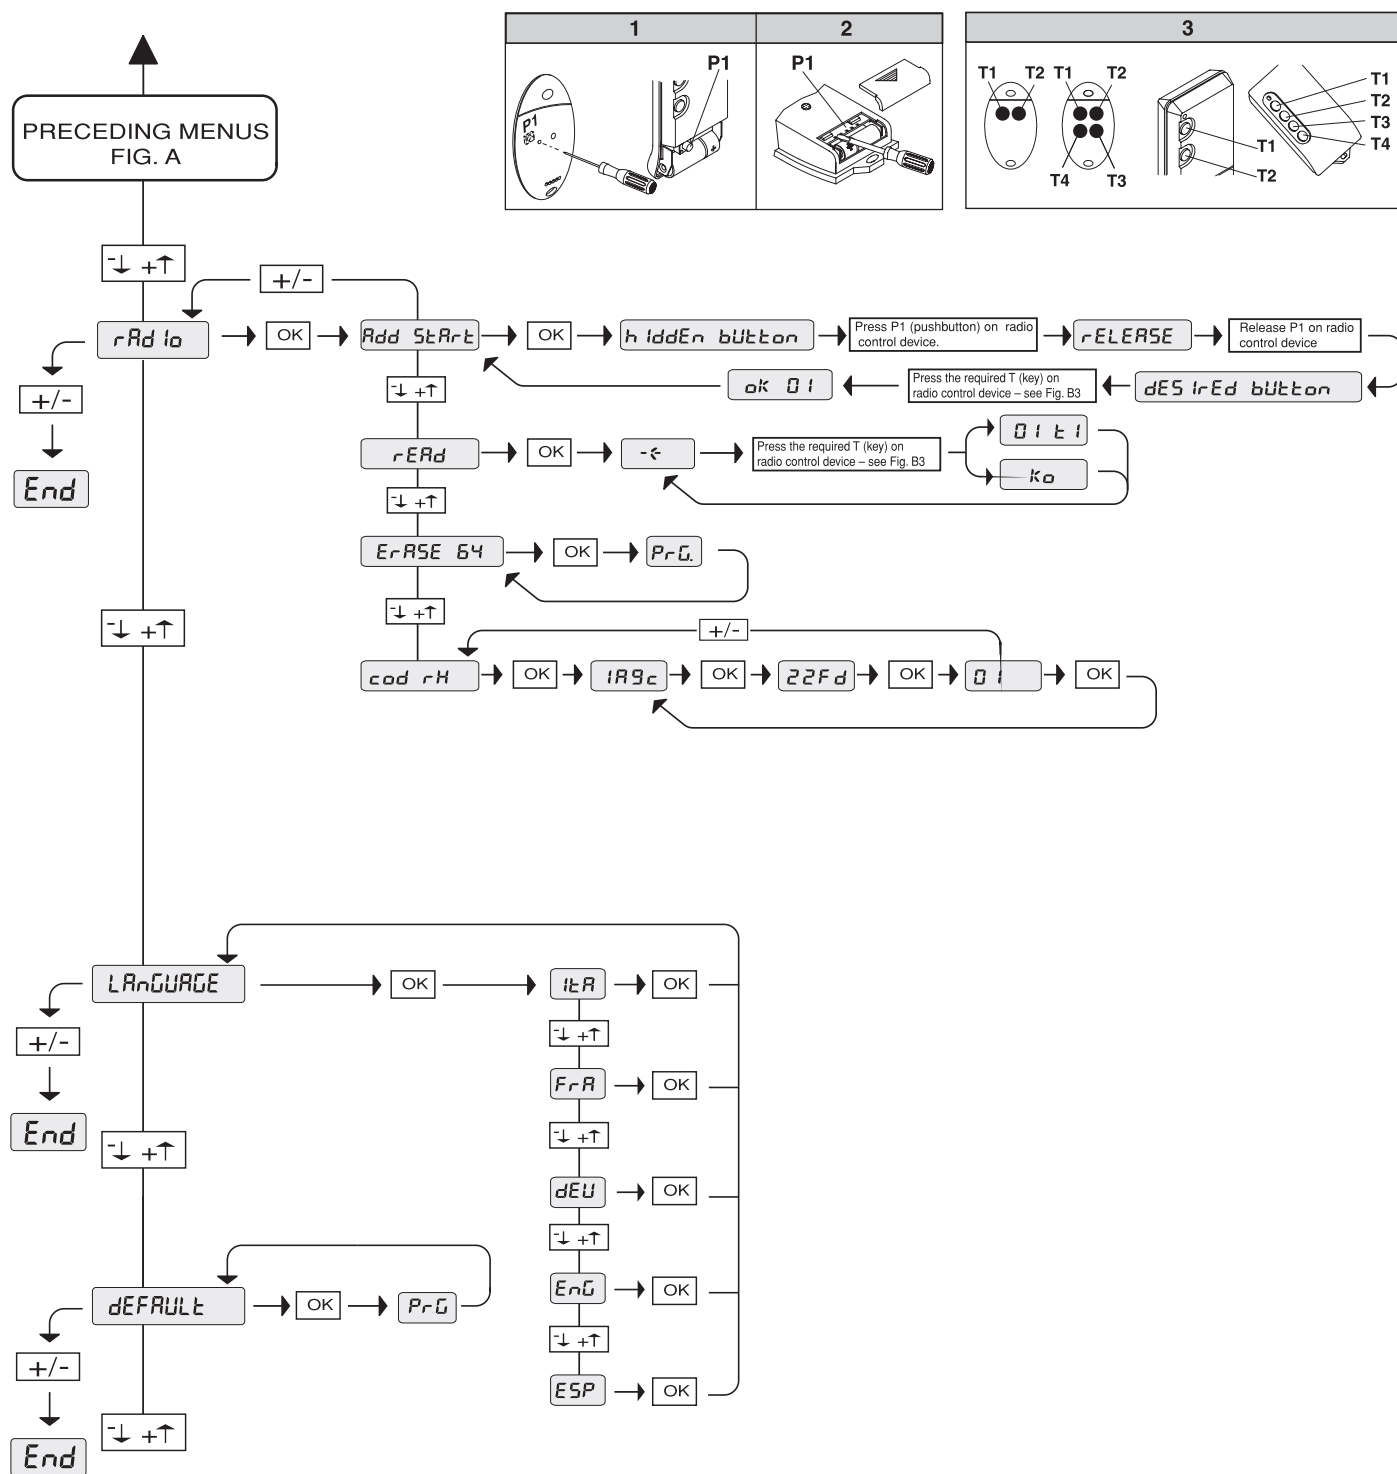 1
2
3
P1
P1
P1
T1 T2 T1 T2
T4 T3
T1
T2
T1
T2
T3
T4
PRECEDING MENUS
FIG. A
-↓ +↑
+/-
rAdIo
OK
Add StArt
OK
hIddEn bUtton
Press P1 (pushbutton) on radio
control device.
rELEASE
Release P1 on radio
control device
+/-
End
-↓ +↑
oK 01
Press the required T (key) on
radio control device – see Fig. B3
dESIrEd bUtton
rEAd
OK
-<-
Press the required T (key) on
radio control device – see Fig. B3
01 t1
Ko
-↓ +↑
ErASE 64
OK
PrG.
-↓ +↑
-↓ +↑
+/-
cod rH
OK
1A9c
OK
22Fd
OK
01
OK
LAnGUAGE
OK
ItA
OK
+/-
End
-↓ +↑
FrA
OK
-↓ +↑
-↓ +↑
dEU
OK
-↓ +↑
dEFAULt
OK
PrG
EnG
OK
+/-
End
-↓ +↑
-↓ +↑
ESP
OK